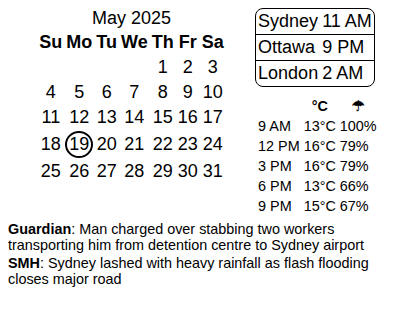 May 2025
Su Mo Tu We Th Fr Sa
1 2 3
4 5 6 7 8 9 10
11 12 13 14 15 16 17
18 19 20 21 22 23 24
25 26 27 28 29 30 31
Sydney 11 AM
Ottawa 9 PM
London 2 AM
°C ☂
9 AM 13°C 100%
12 PM 16°C 79%
3 PM 16°C 79%
6 PM 13°C 66%
9 PM 15°C 67%
Guardian: Man charged over stabbing two workers
transporting him from detention centre to Sydney airport
SMH: Sydney lashed with heavy rainfall as flash flooding
closes major road